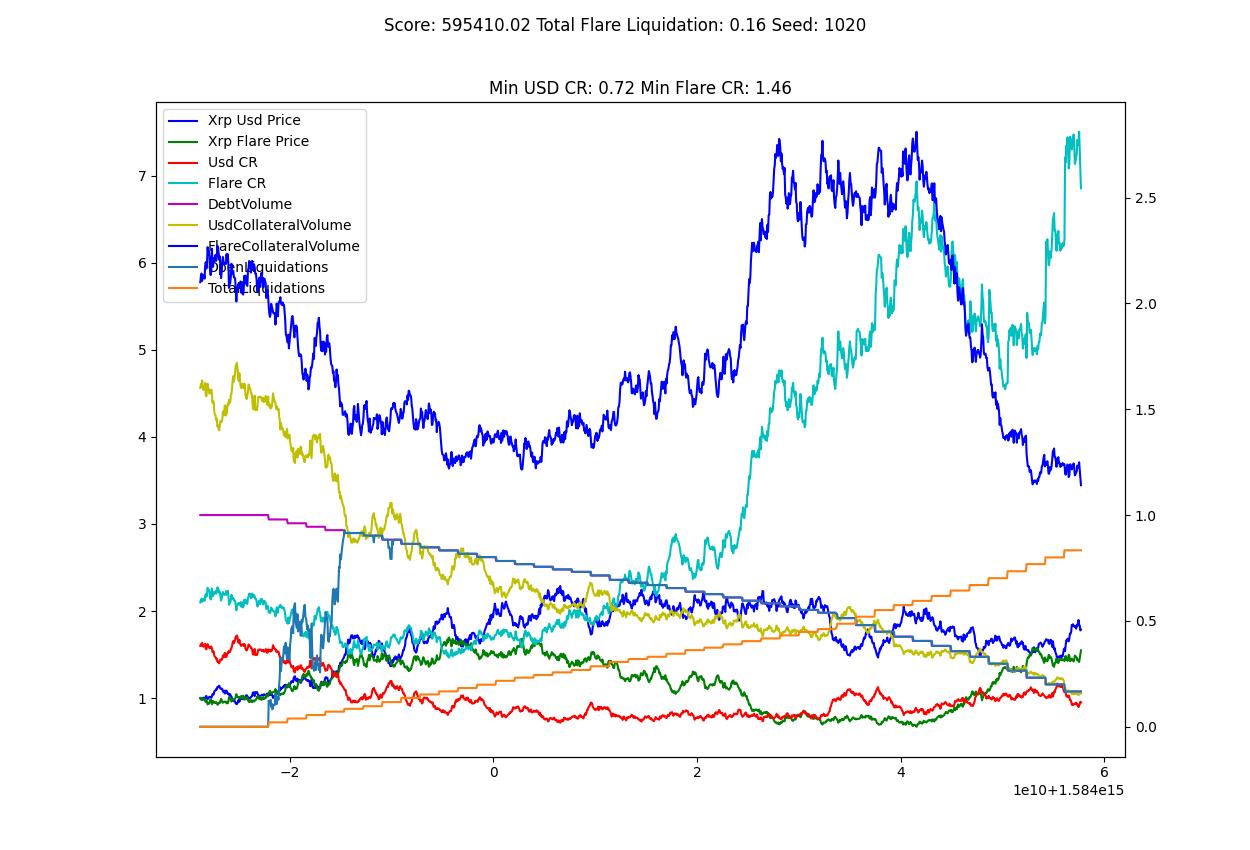 Score: 595410.02 Total Flare Liquidation: 0.16 Seed: 1020
Min USD CR: 0.72 Min Flare CR: 1.46
Xrp Usd Price
Xrp Flare Price
Usd CR
Flare CR
DebtVolume
UsdCollateralVolume
FlareCollateralVolume
OpenLiquidations
TotalLiquidations
7
6
5
4
3
2
1
2.5
2.0
1.5
1.0
0.5
0.0
−2
0
2
4
6
1e10+1.584e15